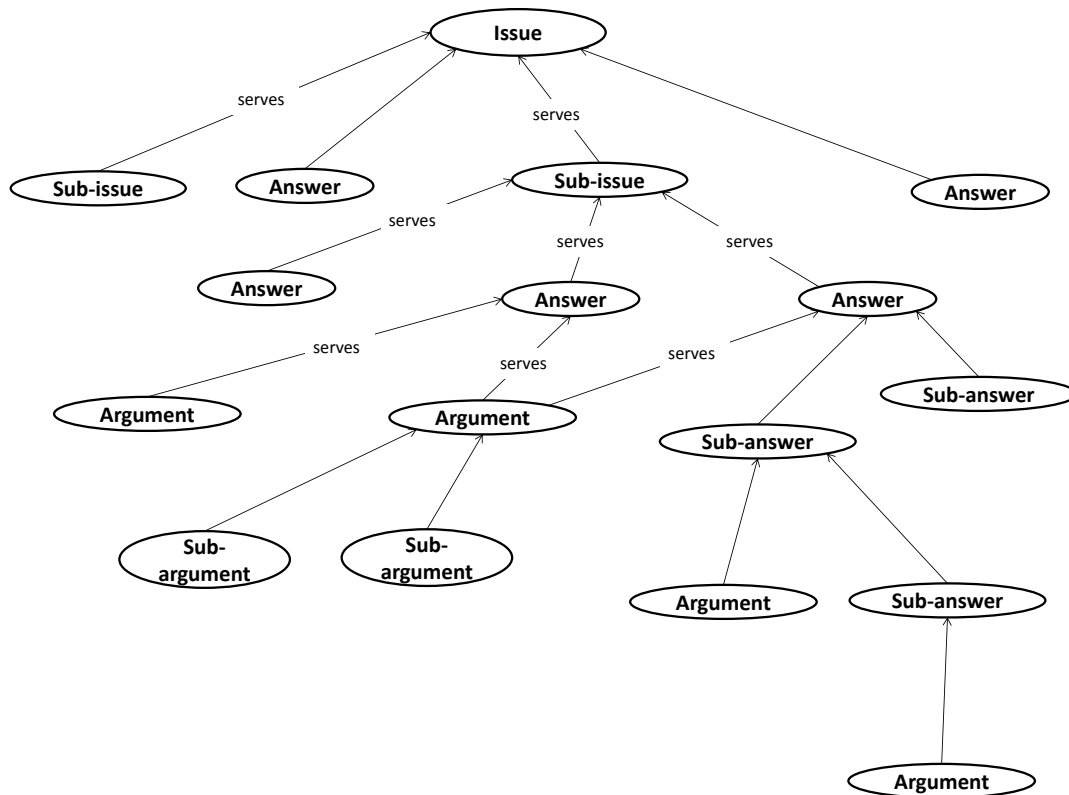 Issue
serves
serves
Sub-issue
Answer
Sub-issue
Answer
serves
serves
serves
Answer
Answer
Answer
serves
serves
serves
Argument
Argument
Sub-answer
Sub-answer
Sub-
argument
Sub-
argument
Argument
Sub-answer
Argument